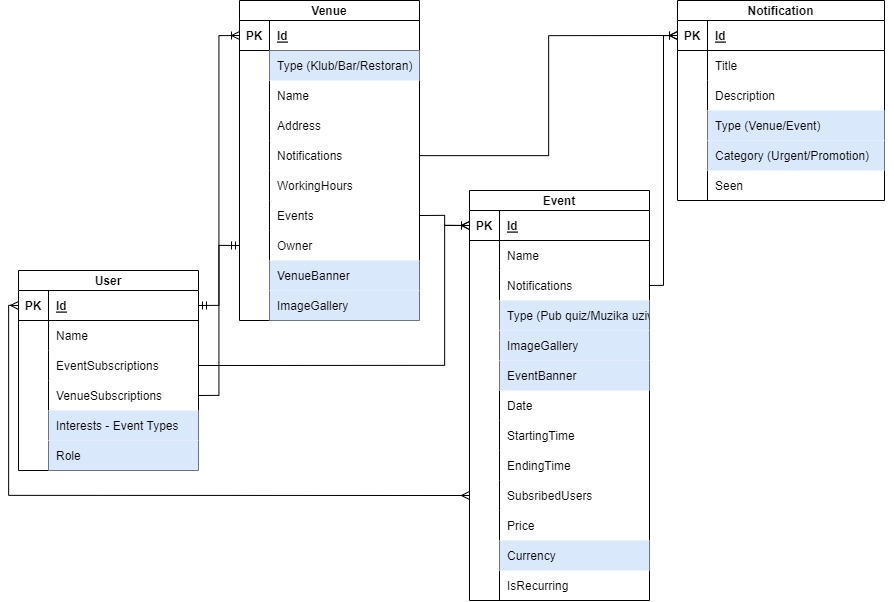 Venue
PK Id
Type (Klub/Bar/Restoran)
Name
Address
Notifications
WorkingHours
Events
Owner
VenueBanner
ImageGallery
Notification
PK Id
Title
Description
Type (Venue/Event)
Category (Urgent/Promotion)
Seen
Event
PK Id
Name
Notifications
Type (Pub quiz/Muzika
ImageGallery
EventBanner
Date
StartingTime
EndingTime
SubsribedUsers
Price
Currency
IsRecurring
User
PK Id
Name
EventSubscriptions
VenueSubscriptions
Interests - Event Types
Role